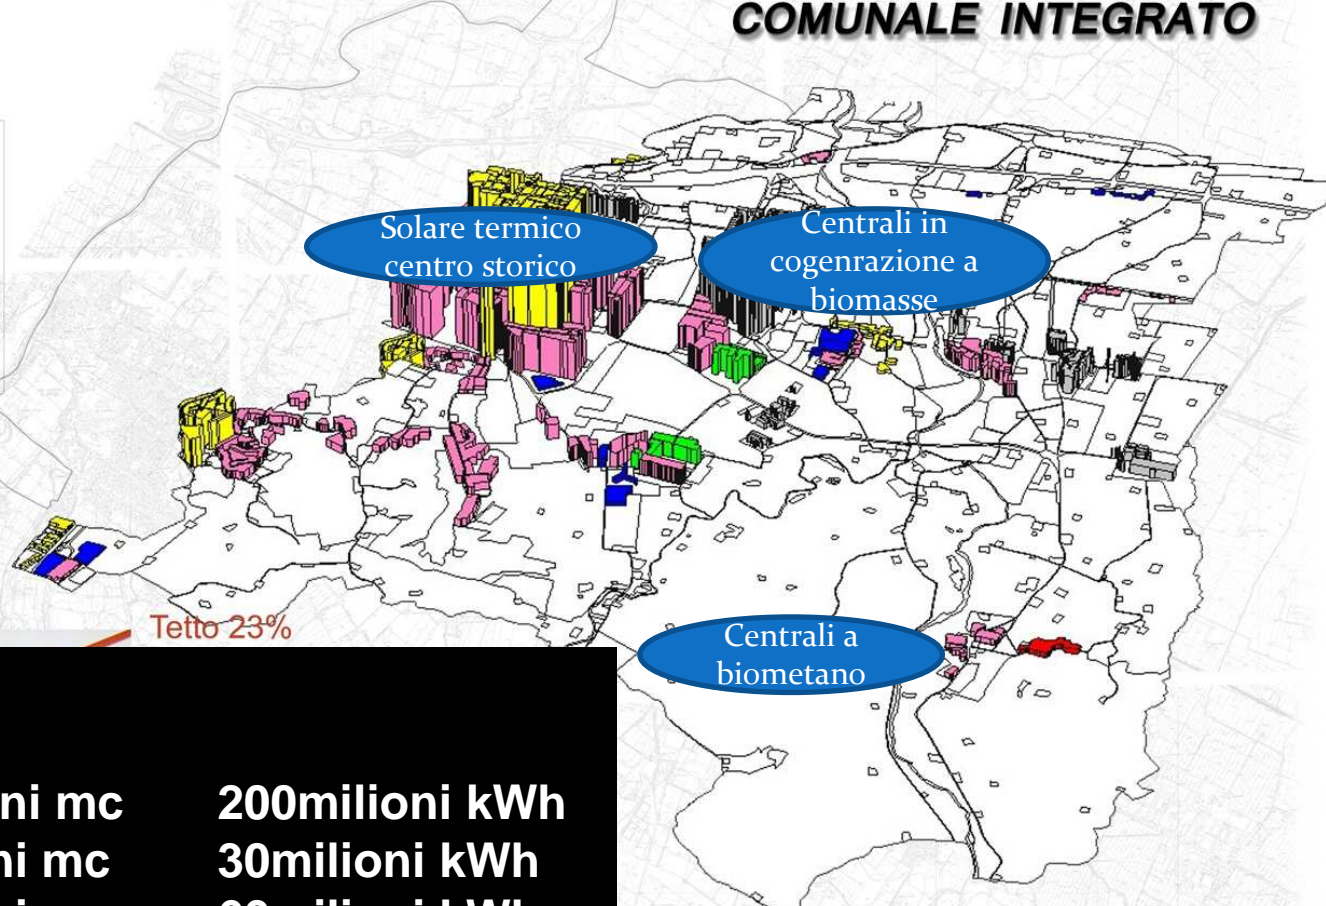 COMUNALE INTEGRATO
Solare termico
centro storico
Centrali in
cogenrazione a
biomasse
Tetto 23%
Centrali a
biometano
ni mc 200milioni kWh
ni mc 30milioni kWh